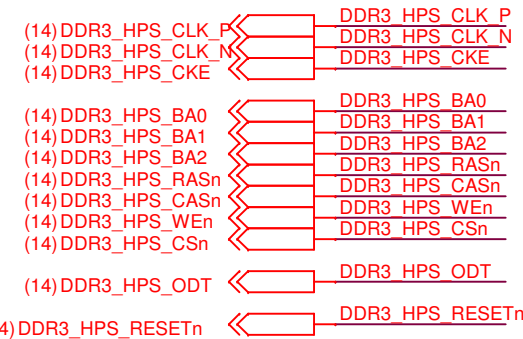 (14) DDR3_HPS_CLK_P DDR3_HPS_CLK_P
(14) DDR3_HPS_CLK_N DDR3_HPS_CLK_N
(14) DDR3_HPS_CKE DDR3_HPS_CKE
(14) DDR3_HPS_BA0 DDR3_HPS_BA0
(14) DDR3_HPS_BA1 DDR3_HPS_BA1
(14) DDR3_HPS_BA2 DDR3_HPS_BA2
(14) DDR3_HPS_RASn DDR3_HPS_RASn
(14) DDR3_HPS_CASn DDR3_HPS_CASn
(14) DDR3_HPS_WEn DDR3_HPS_WEn
(14) DDR3_HPS_CSn DDR3_HPS_CSn
(14) DDR3_HPS_ODT DDR3_HPS_ODT
4) DDR3_HPS_RESETn DDR3_HPS_RESETn